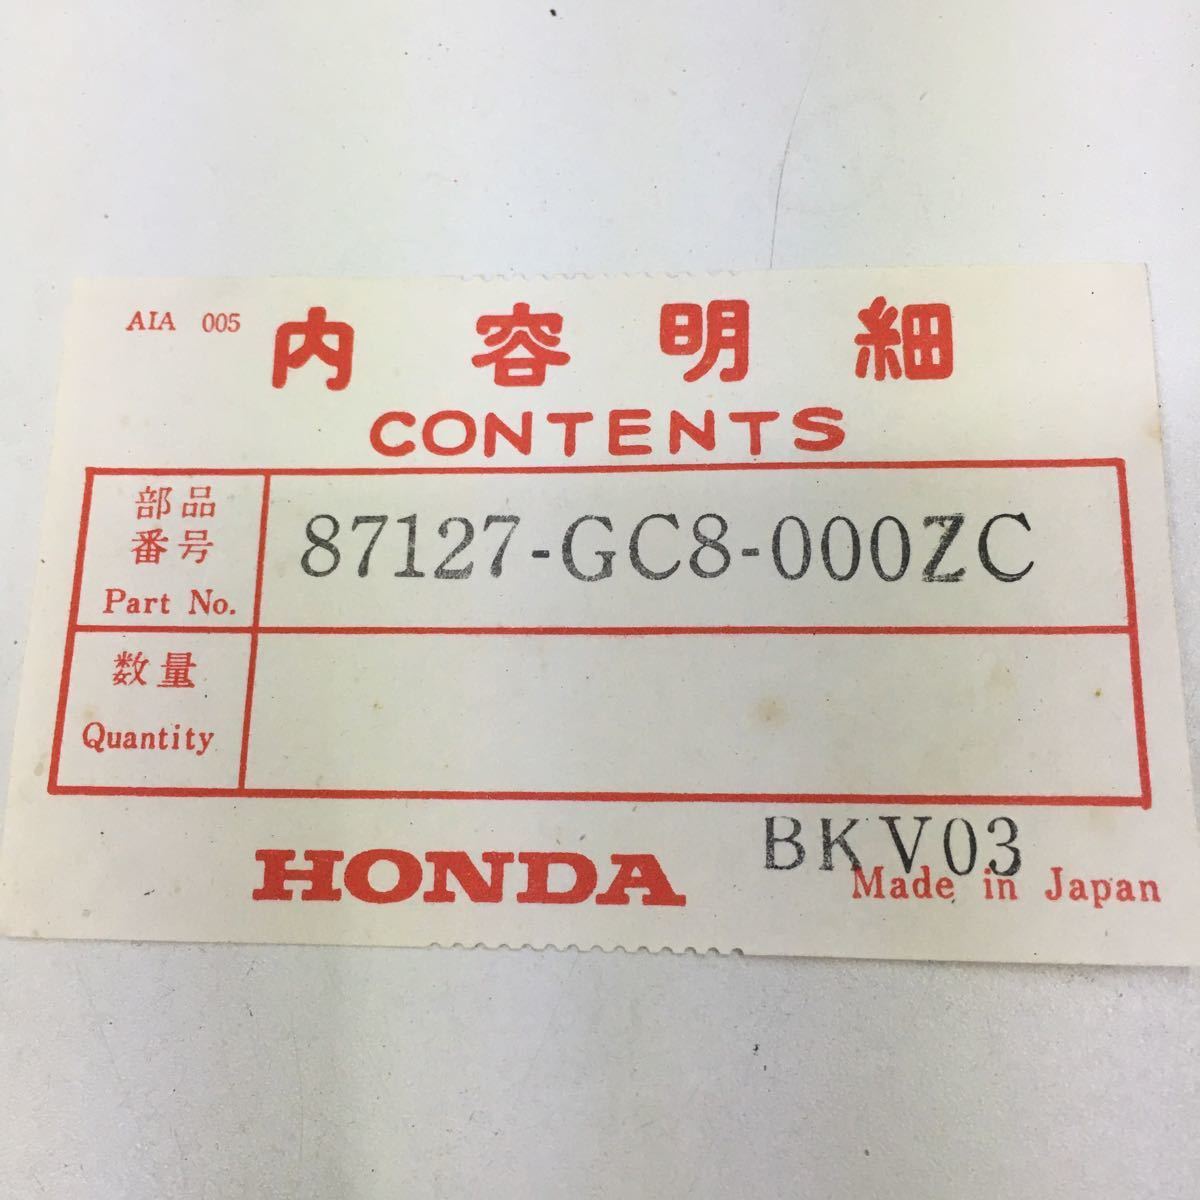 AIA 005
内容明細
CONTENTS
部品
番号
Part No.
87127-GC8-000ZC
数量
Quantity
BKV03
HONDA
Made in Japan